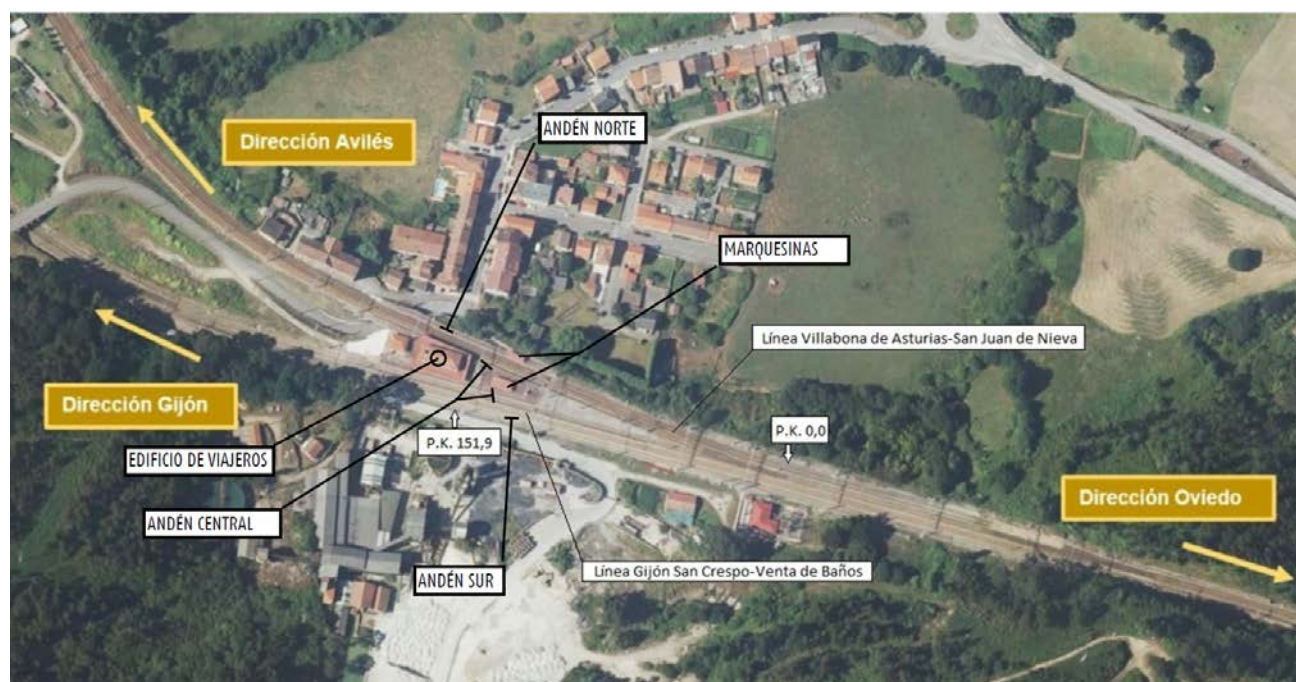 ANDÉN NORTE
Dirección Avilés
MARQUESINAS
Línea Villabona de Asturias-San Juan de Nieva
Dirección Gijón
P.K. 151,9
P.K. 0,0
EDIFICIO DE VIAJEROS
Dirección Oviedo
ANDÉN CENTRAL
ANDÉN SUR
Línea Gijón San Crespo-Venta de Baños